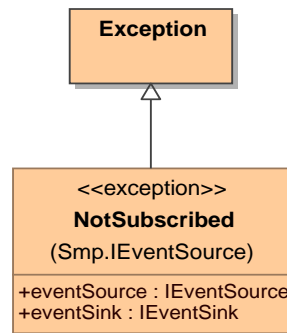 Exception
<<exception>>
NotSubscribed
(Smp.IEventSource)
+eventSource : IEventSource
+eventSink : IEventSink